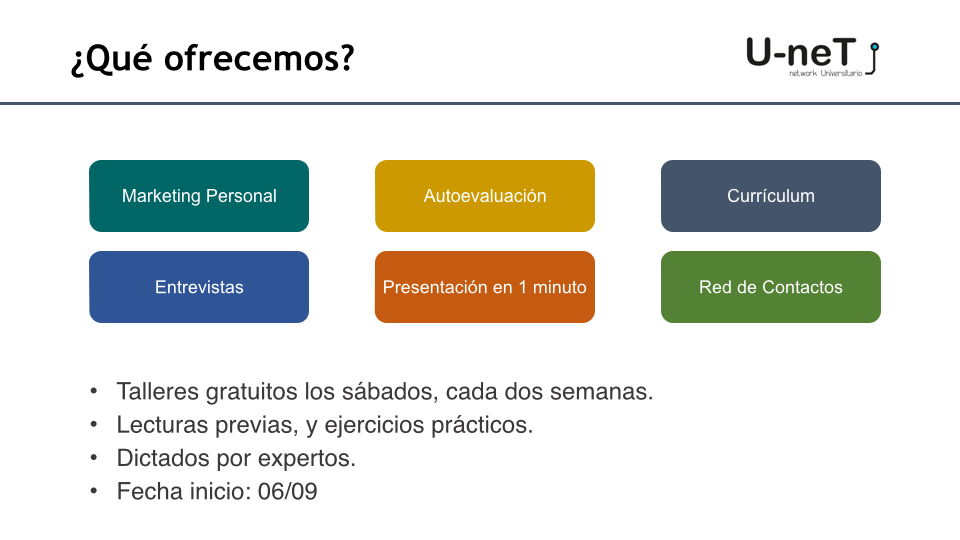 ¿Qué ofrecemos?
U-neT
network Universitario
Marketing Personal
Autoevaluación
Currículum
Entrevistas
Presentación en 1 minuto
Red de Contactos
• Talleres gratuitos los sábados, cada dos semanas.
• Lecturas previas, y ejercicios prácticos.
• Dictados por expertos.
• Fecha inicio: 06/09